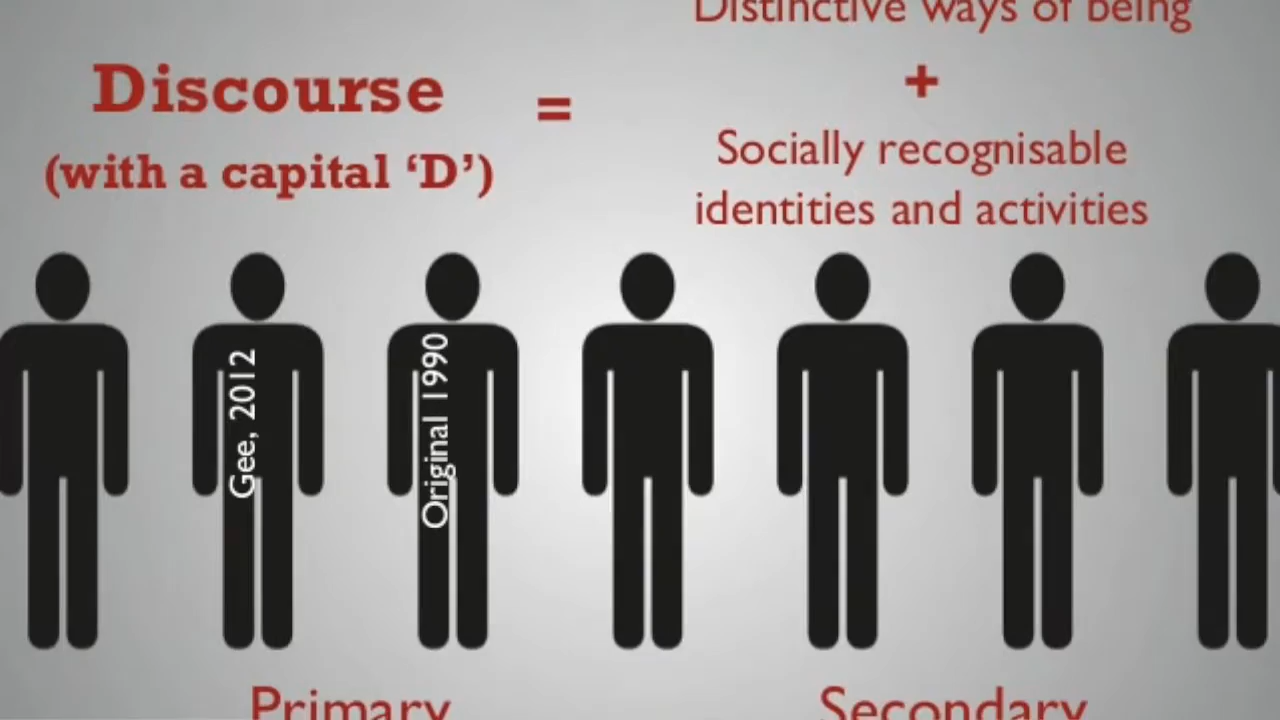 Distinctive ways of being
Discourse
=
+
(with a capital ‘D’)
Socially recognisable
identities and activities
Gee, 2012
Original 1990
Primary
Secondary